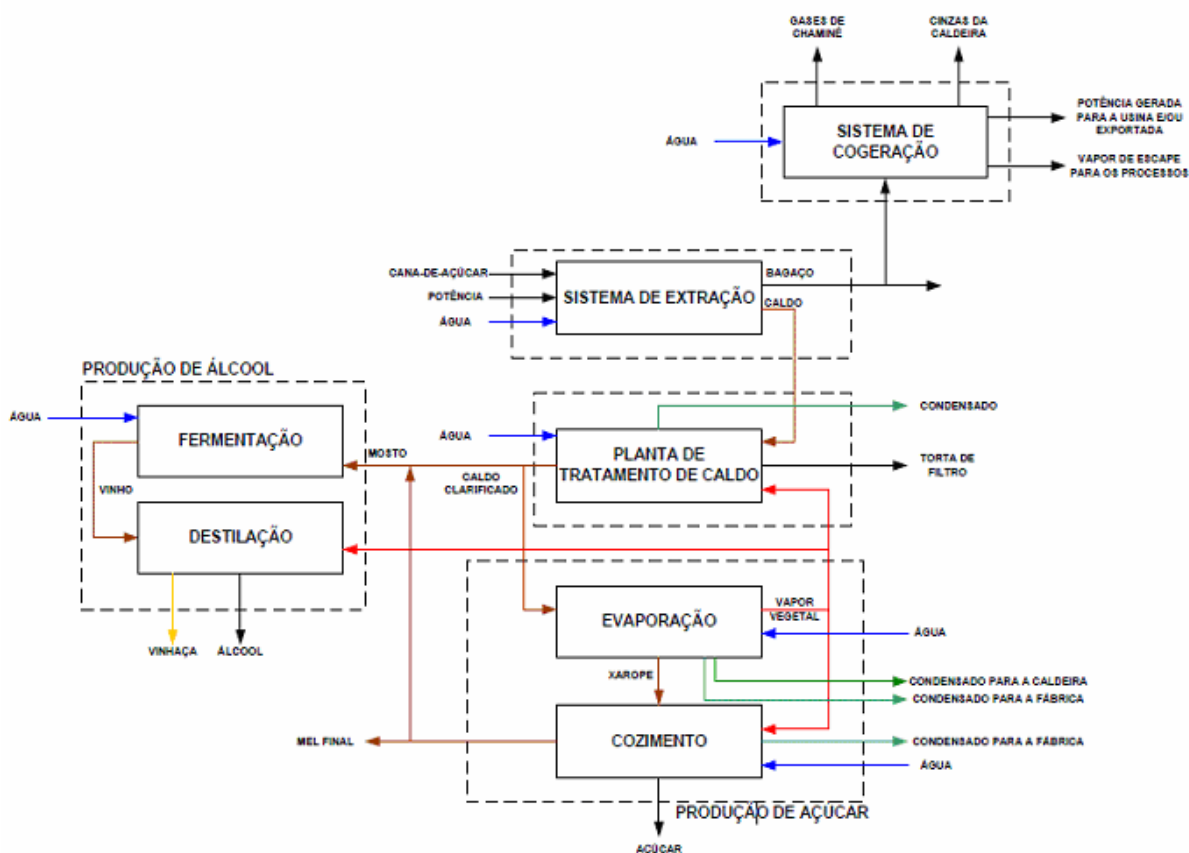 GASES DE
CHAMINÉ
CINZAS DA
CALDEIRA
POTÊNCIA GERADA
PARA A USINA E/OU
EXPORTADA
ÁGUA
SISTEMA DE
COGERAÇÃO
VAPOR DE ESCAPE
PARA OS PROCESSOS
CANA-DE-AÇÚCAR
BAGAÇO
POTÊNCIA
SISTEMA DE EXTRAÇÃO
CALDO
ÁGUA
PRODUÇÃO DE ÁLCOOL
ÁGUA
FERMENTAÇÃO
MOSTO
VINHO
DESTILAÇÃO
VINHAÇA
ÁLCOOL
CONDENSADO
ÁGUA
PLANTA DE
TRATAMENTO DE CALDO
TORTA DE
FILTRO
CALDO
CLARIFICADO
EVAPORAÇÃO
VAPOR
VEGETAL
ÁGUA
XAROPE
CONDENSADO PARA A CALDEIRA
CONDENSADO PARA A FÁBRICA
MEL FINAL
COZIMENTO
CONDENSADO PARA A FÁBRICA
ÁGUA
PRODUÇÃO DE AÇÚCAR
AÇÚCAR